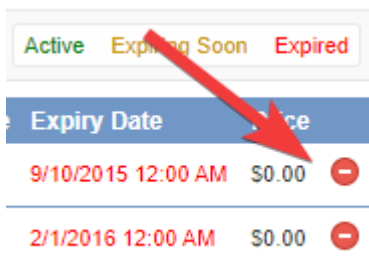 Active Expiring Soon Expired
Expiry Date
9/10/2015 12:00 AM $0.00
2/1/2016 12:00 AM $0.00